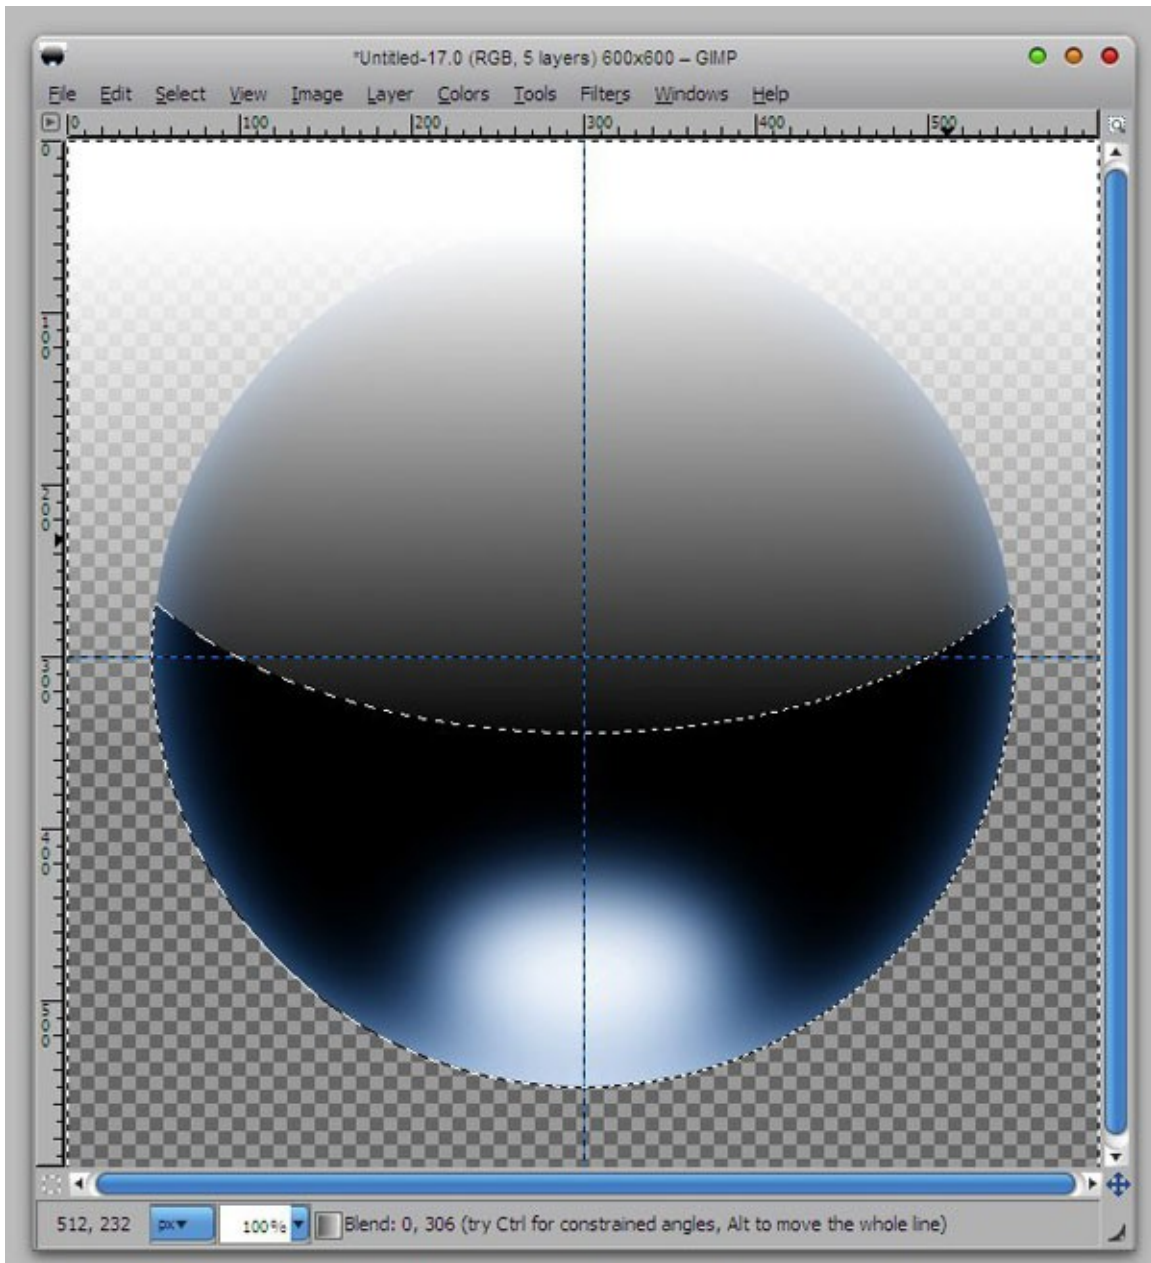 *Untitled-17.0 (RGB, 5 layers) 600x600 – GIMP
File Edit Select View Image Layer Colors Tools Filters Windows Help
0 100 200 300 400 500
0
100
200
300
400
500
512, 232 px 100% Blend: 0, 306 (try Ctrl for constrained angles, Alt to move the whole line)